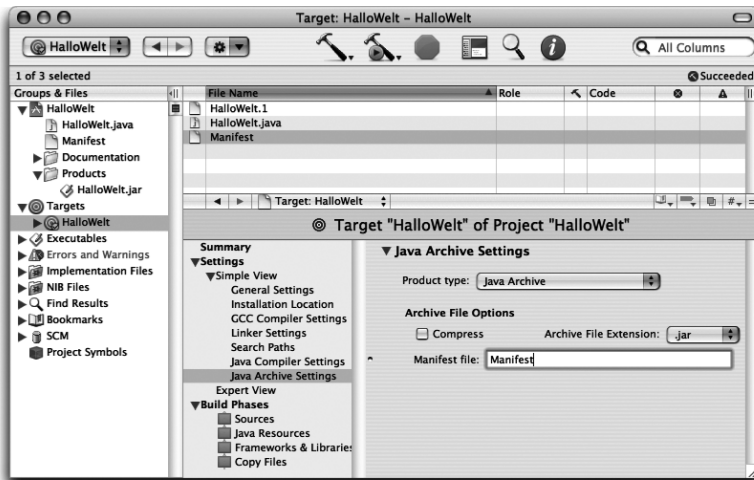 Target: HalloWelt – HalloWelt
HalloWelt
All Columns
1 of 3 selected
Succeeded
Groups & Files
HalloWelt
HalloWelt.java
Manifest
Documentation
Products
HalloWelt.jar
Targets
HalloWelt
Executables
Errors and Warnings
Implementation Files
NIB Files
Find Results
Bookmarks
SCM
Project Symbols
File Name Role Code
HalloWelt.1
HalloWelt.java
Manifest
Target: HalloWelt
#
Target "HalloWelt" of Project "HalloWelt"
Summary
Settings
Simple View
General Settings
Installation Location
GCC Compiler Settings
Linker Settings
Search Paths
Java Compiler Settings
Java Archive Settings
Expert View
Build Phases
Sources
Java Resources
Frameworks & Libraries
Copy Files
Java Archive Settings
Product type: Java Archive
Archive File Options
Compress Archive File Extension: .jar
Manifest file: Manifest